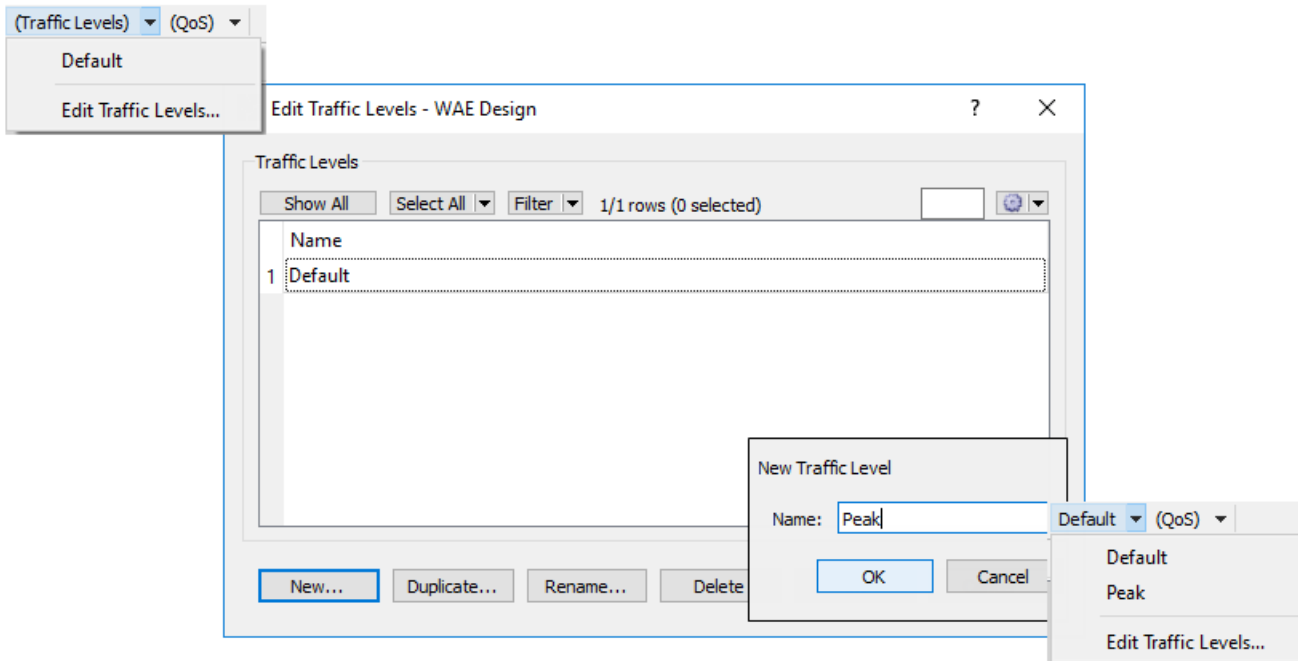 (Traffic Levels) (QoS)
Default
Edit Traffic Levels...
Edit Traffic Levels - WAE Design ?
Traffic Levels
Show All Select All Filter 1/1 rows (0 selected)
Name
1 Default
New Traffic Level
Name: Peak
OK Cancel
New... Duplicate... Rename... Delete
Default (QoS)
Default
Peak
Edit Traffic Levels...